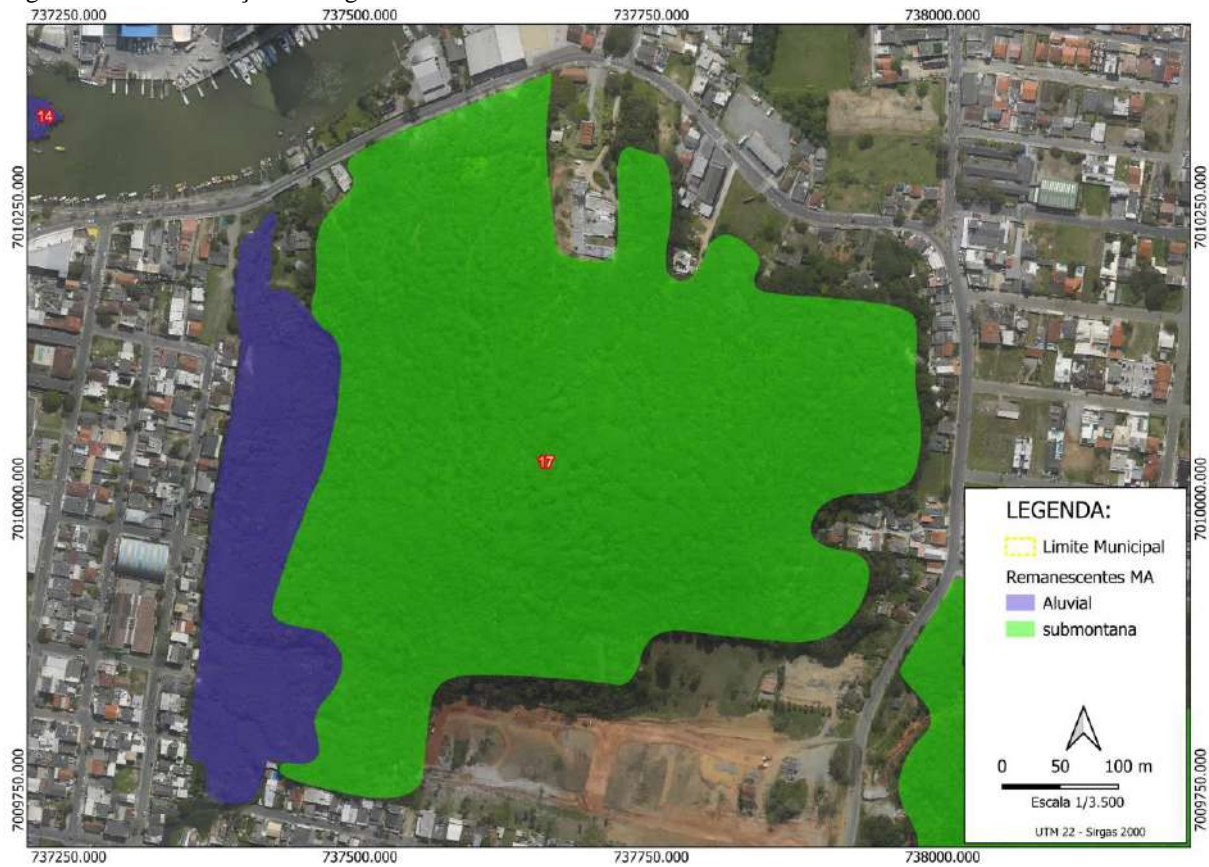 737250.000 737500.000 737750.000 738000.000
14
7010250.000 7010250.000
17
7010000.000 7010000.000
LEGENDA:
Limite Municipal
Remanescentes MA
Aluvial
submontana
0 50 100 m
Escala 1/3.500
UTM 22 - Sirgas 2000
7009750.000 7009750.000
737250.000 737500.000 737750.000 738000.000